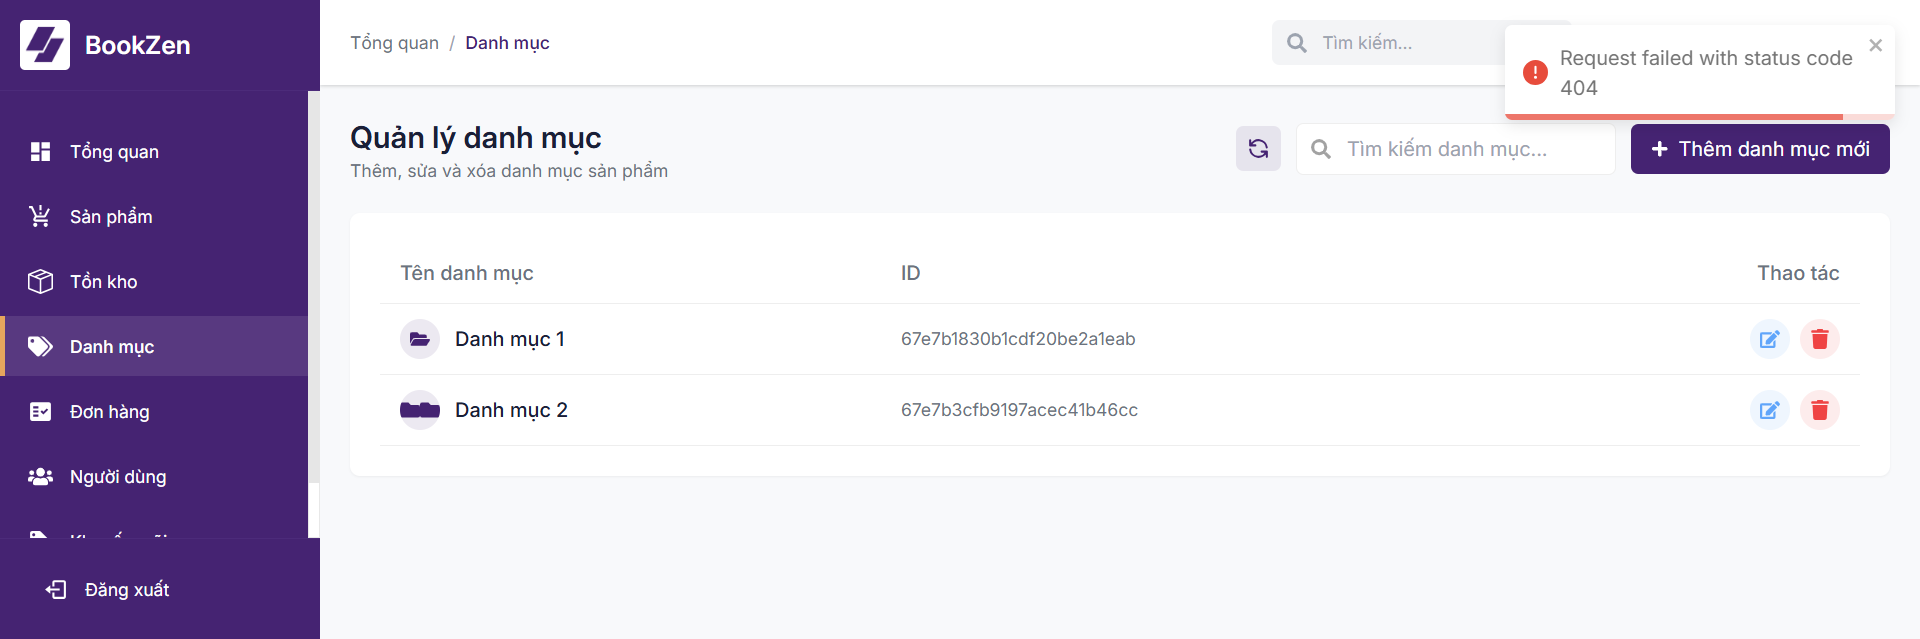 BookZen
Tổng quan
Sản phẩm
Tồn kho
Danh mục
Đơn hàng
Người dùng
Đăng xuất
Tổng quan / Danh mục
Tìm kiếm...
Request failed with status code
404
Quản lý danh mục
Thêm, sửa và xóa danh mục sản phẩm
Tìm kiếm danh mục...
Thêm danh mục mới
Tên danh mục ID Thao tác
Danh mục 1 67e7b1830b1cdf20be2a1eab
Danh mục 2 67e7b3cfb9197acec41b46cc